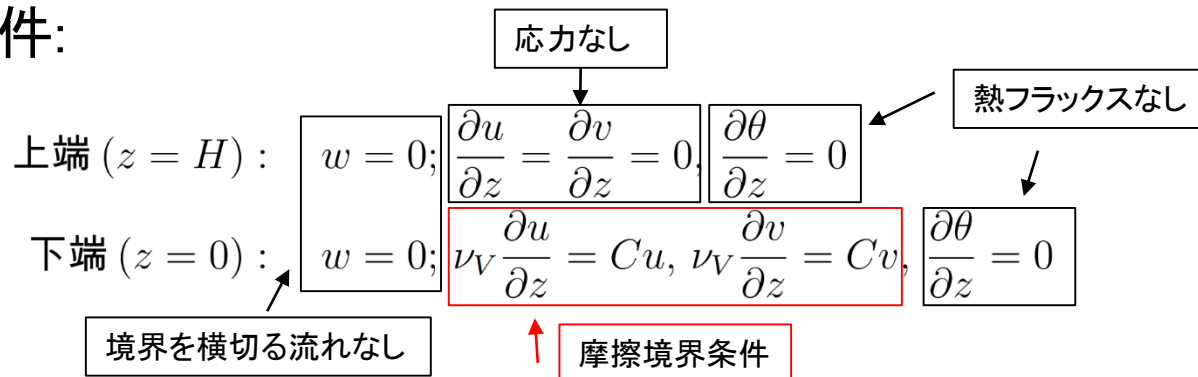 件:
応力なし
熱フラックスなし
上端 (z = H) : w = 0; ∂u/∂z = ∂v/∂z = 0, ∂θ/∂z = 0
下端 (z = 0) : w = 0; ν_V ∂u/∂z = Cu, ν_V ∂v/∂z = Cv, ∂θ/∂z = 0
境界を横切る流れなし
摩擦境界条件